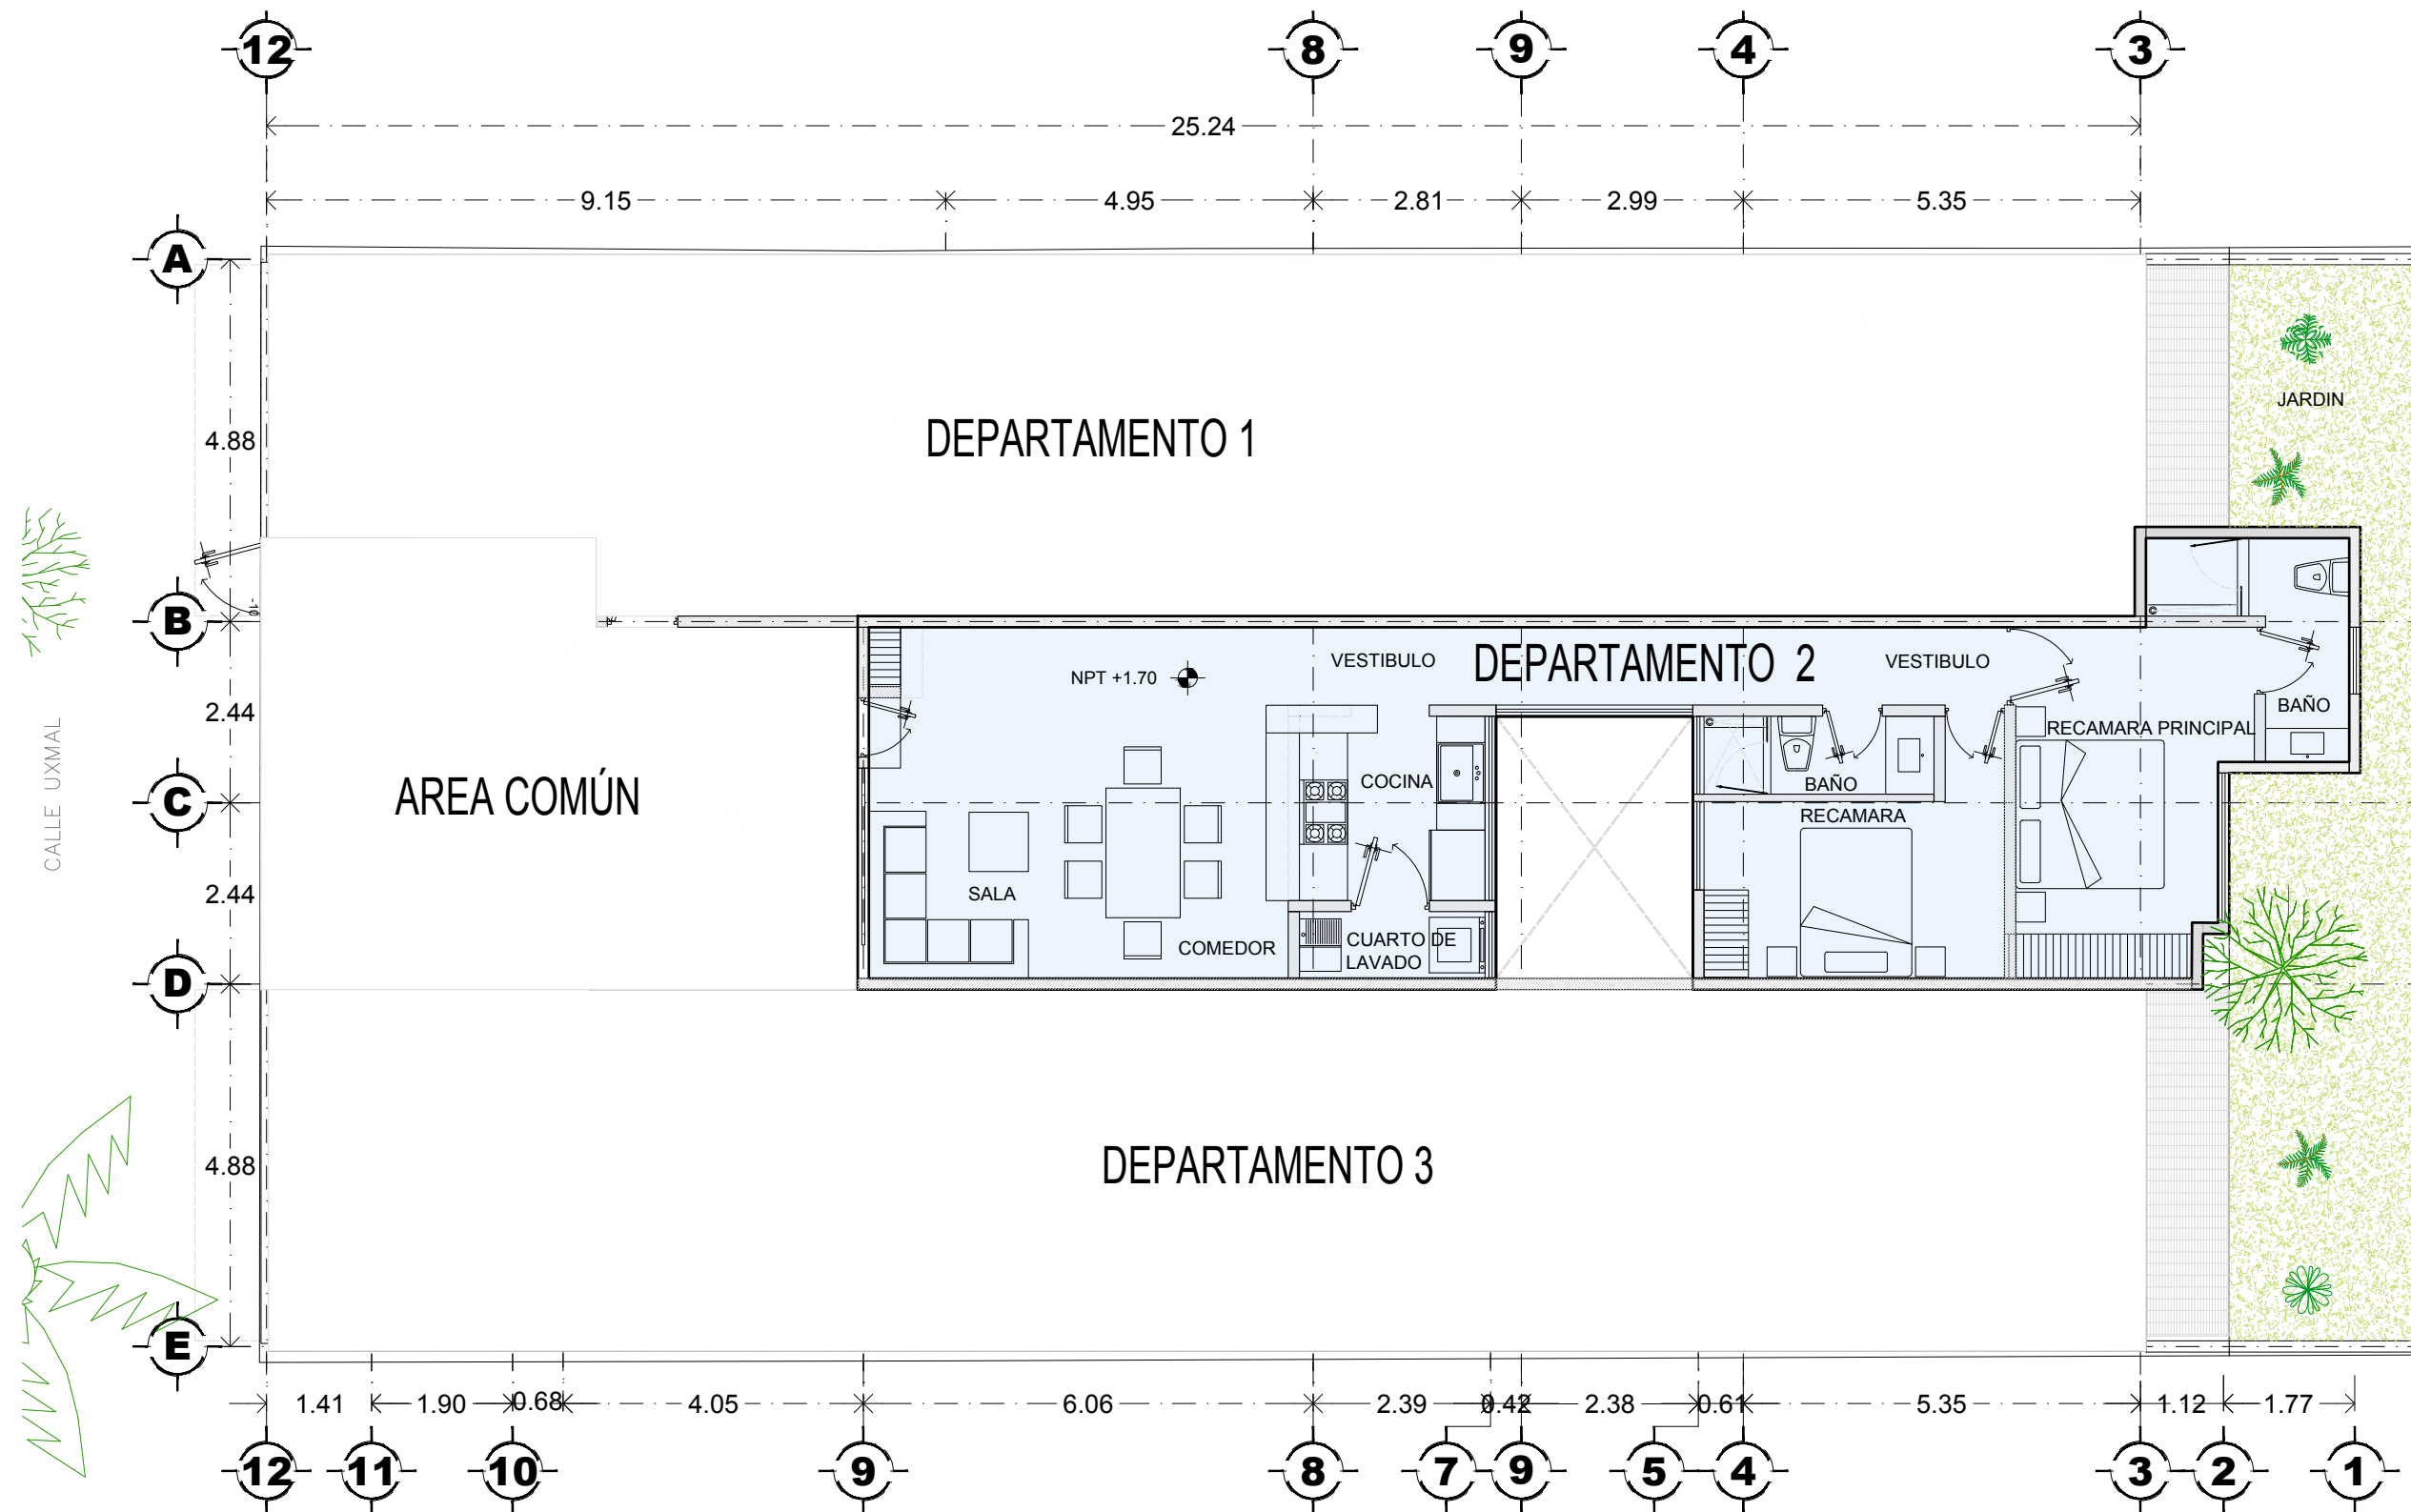 12 8 9 4 3
25.24
9.15 4.95 2.81 2.99 5.35
A
JARDIN
DEPARTAMENTO 1
4.88
-10
B
VESTIBULO DEPARTAMENTO 2 VESTIBULO
NPT +1.70
BAÑO
2.44
RECAMARA PRINCIPAL
CALLE UXMAL
COCINA
BAÑO
AREA COMÚN
C
RECAMARA
2.44
SALA
COMEDOR
CUARTO DE
LAVADO
D
DEPARTAMENTO 3
4.88
E
1.41 1.90 0.68 4.05 6.06 2.39 0.42 2.38 0.61 5.35 1.12 1.77
12 11 10 9 8 7 9 5 4 3 2 1